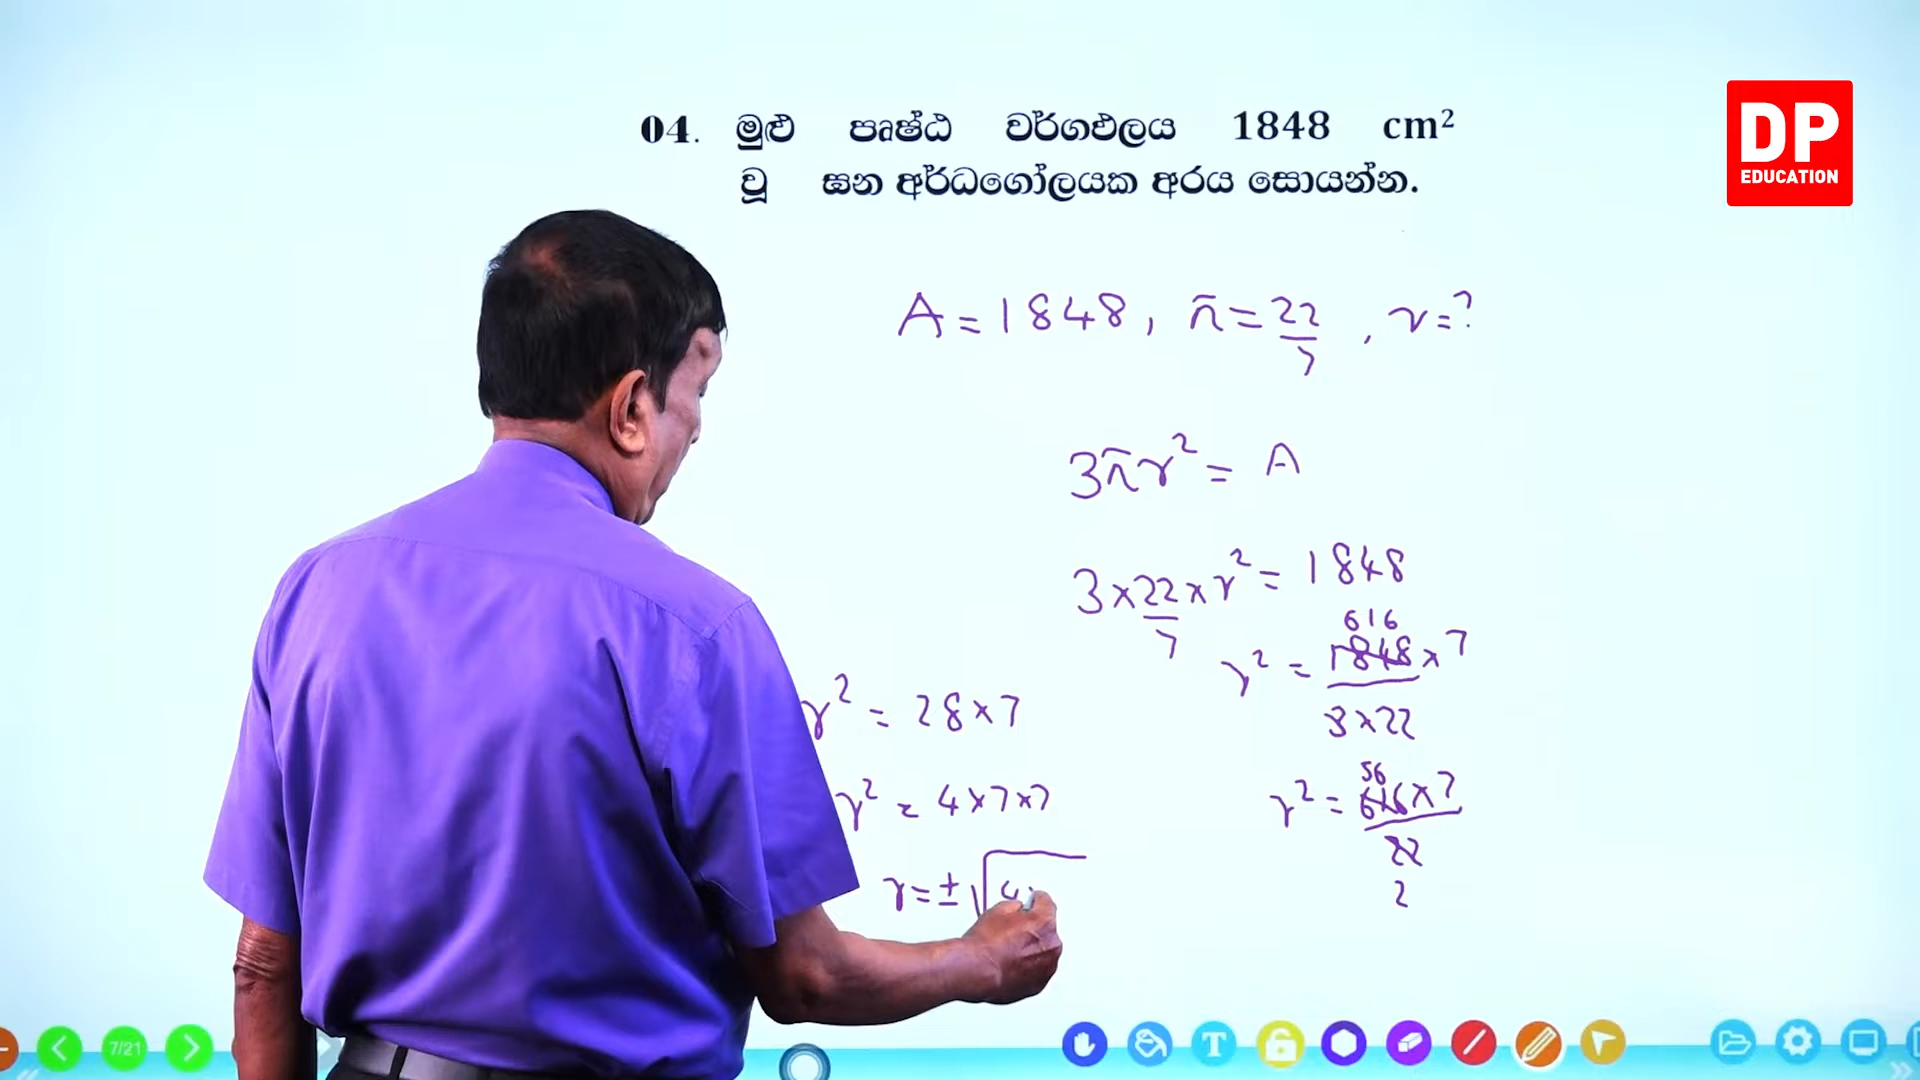 04. මුළු පෘෂ්ඨ වර්ගඵලය 1848 cm²
වූ ඝන අර්ධගෝලයක අරය සොයන්න.
DP
EDUCATION
A = 1848, π = 22/7, r = ?
3πr² = A
3 × 22/7 × r² = 1848
616
r² = 1848 × 7
3 × 22
56
r² = 616 × 7
22
2
r² = 28 × 7
r² = 4 × 7 × 7
r = ± √4
7/21
T